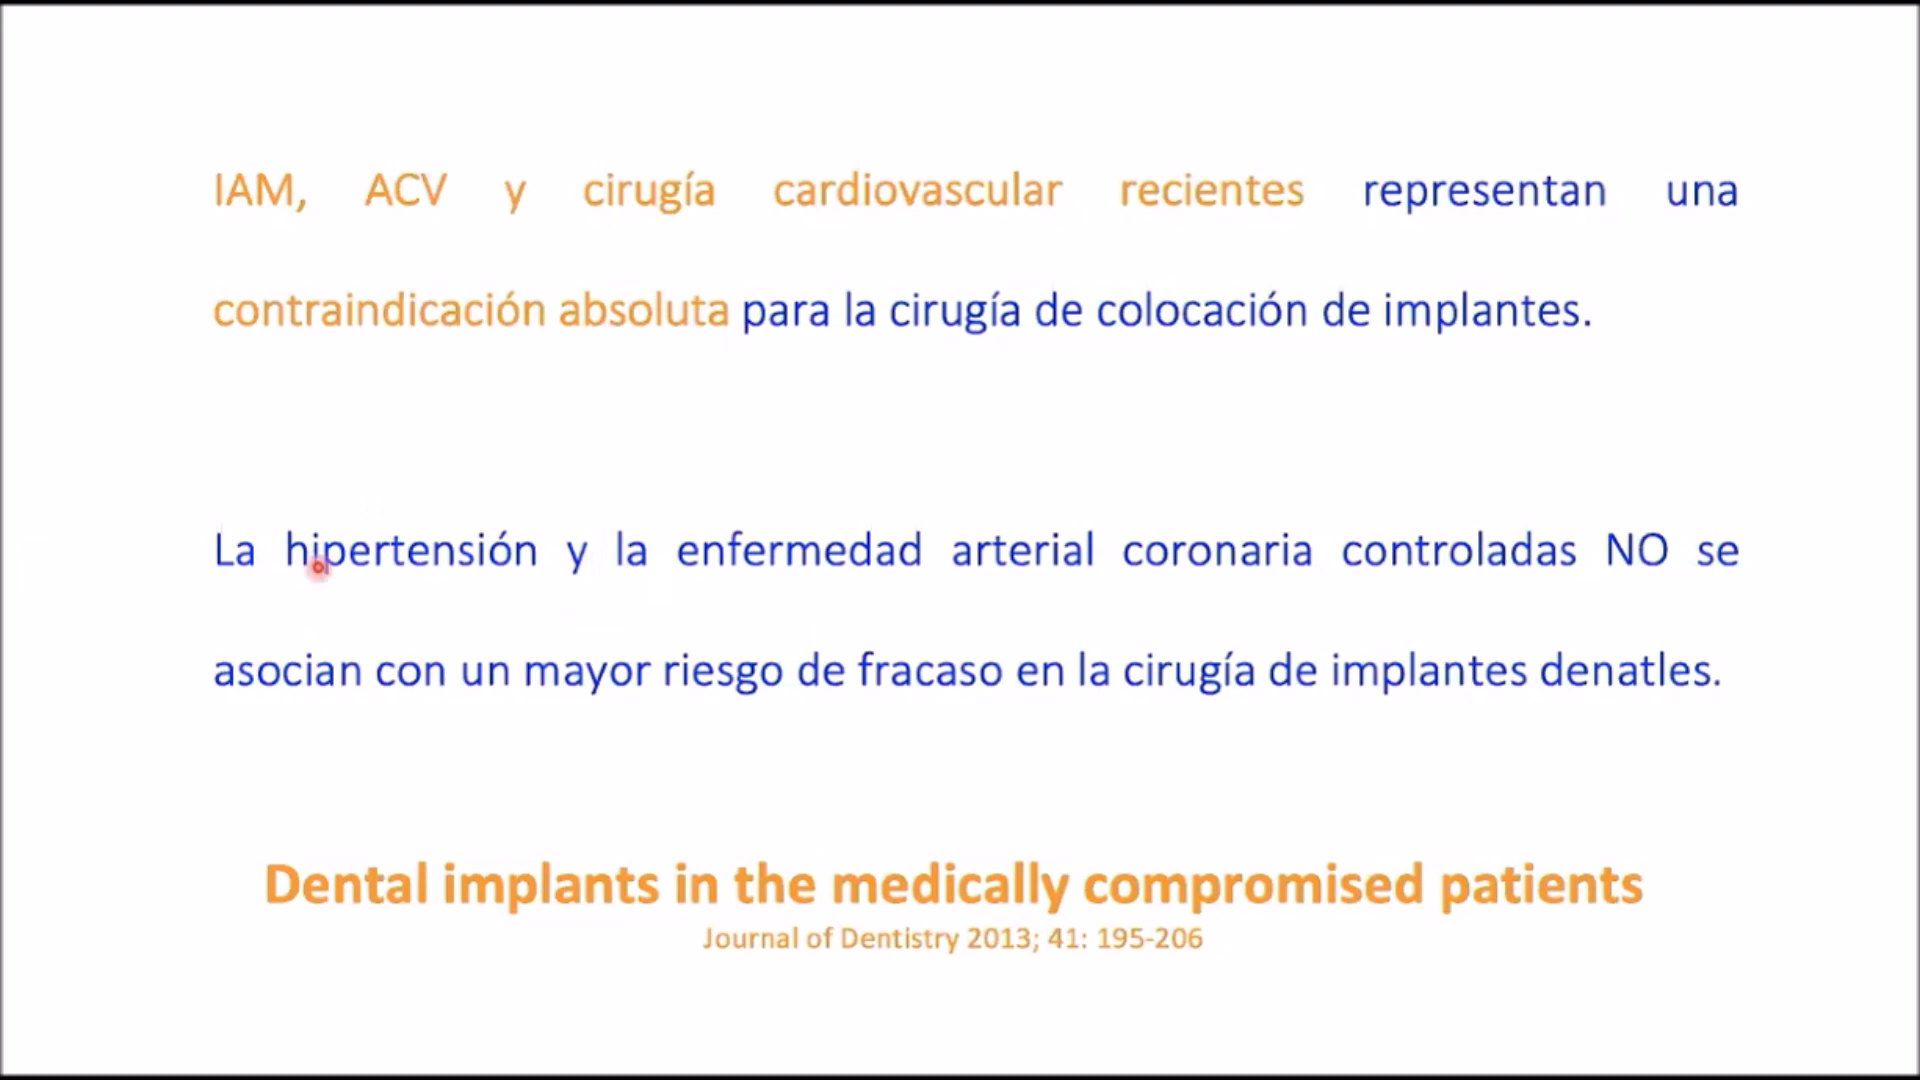 IAM, ACV y cirugía cardiovascular recientes representan una
contraindicación absoluta para la cirugía de colocación de implantes.
La hipertensión y la enfermedad arterial coronaria controladas NO se
asocian con un mayor riesgo de fracaso en la cirugía de implantes denatles.
Dental implants in the medically compromised patients
Journal of Dentistry 2013; 41: 195-206